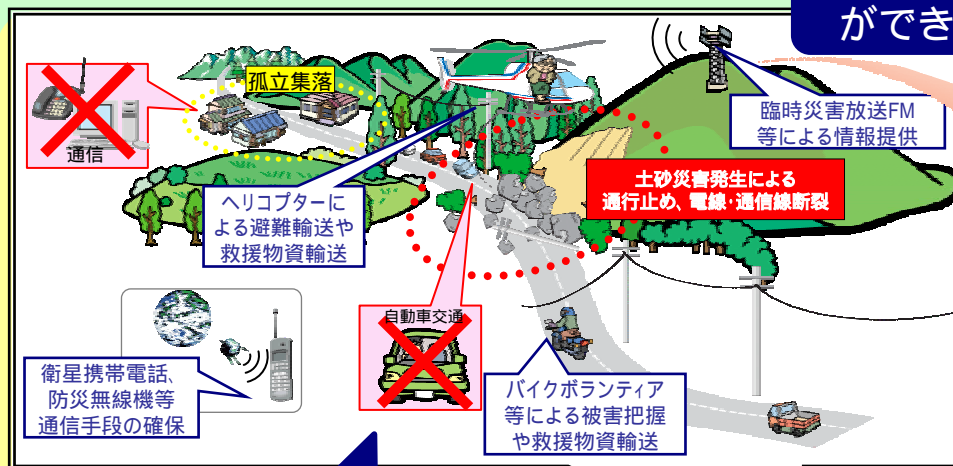 ができ
孤立集落
通信
臨時災害放送FM
等による情報提供
土砂災害発生による
通行止め、電線・通信線断裂
ヘリコプターに
よる避難輸送や
救援物資輸送
自動車交通
衛星携帯電話、
防災無線機等
通信手段の確保
バイクボランティア
等による被害把握
や救援物資輸送